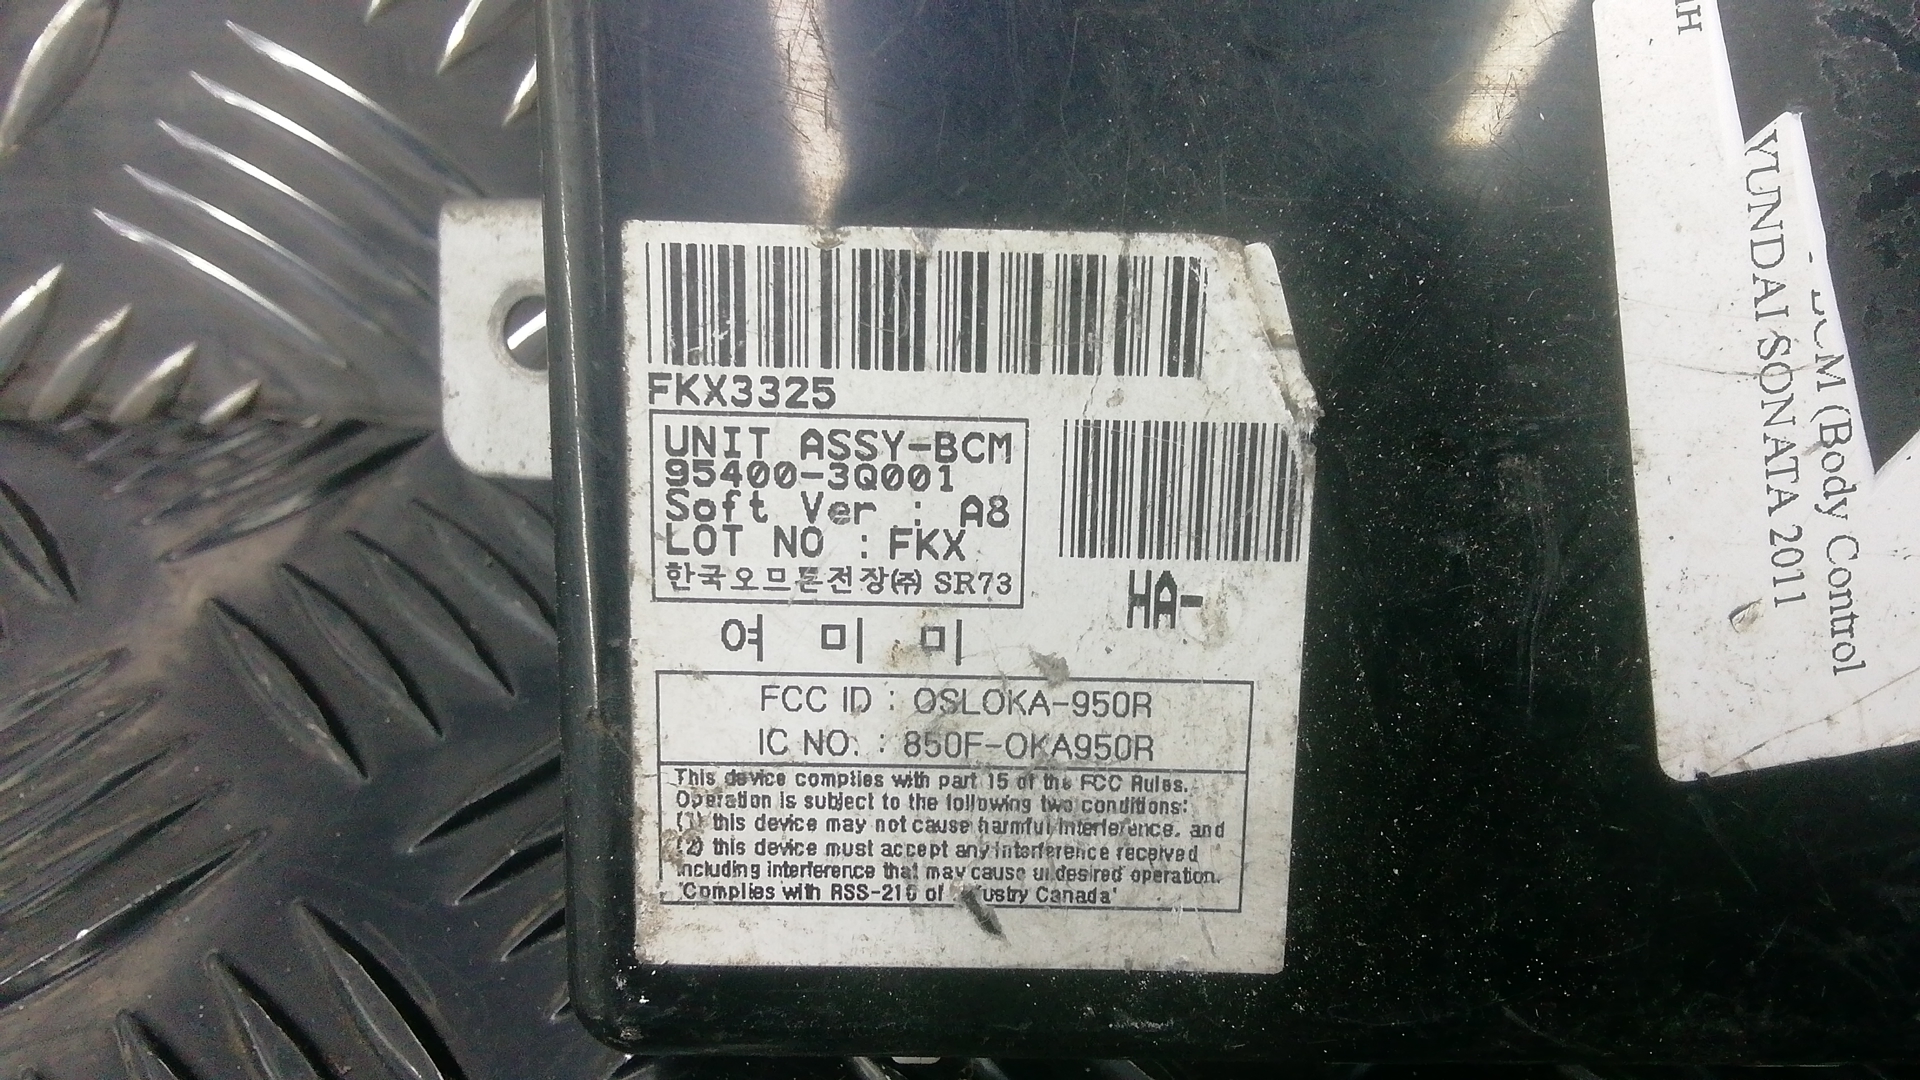 FKX3325
UNIT ASSY-BCM
95400-3Q001
Soft Ver : A8
LOT NO : FKX
한국오므론전장㈜ SR73
HA-
여 미 미
FCC ID : OSLOKA-950R
IC NO. : 850F-OKA950R
This device complies with part 15 of the FCC Rules.
Operation is subject to the following two conditions:
(1) this device may not cause harmful interference, and
(2) this device must accept any interference received
including interference that may cause undesired operation.
'Complies with RSS-210 of Canada'
YUNDAI SONATA 2011
M (Body Control